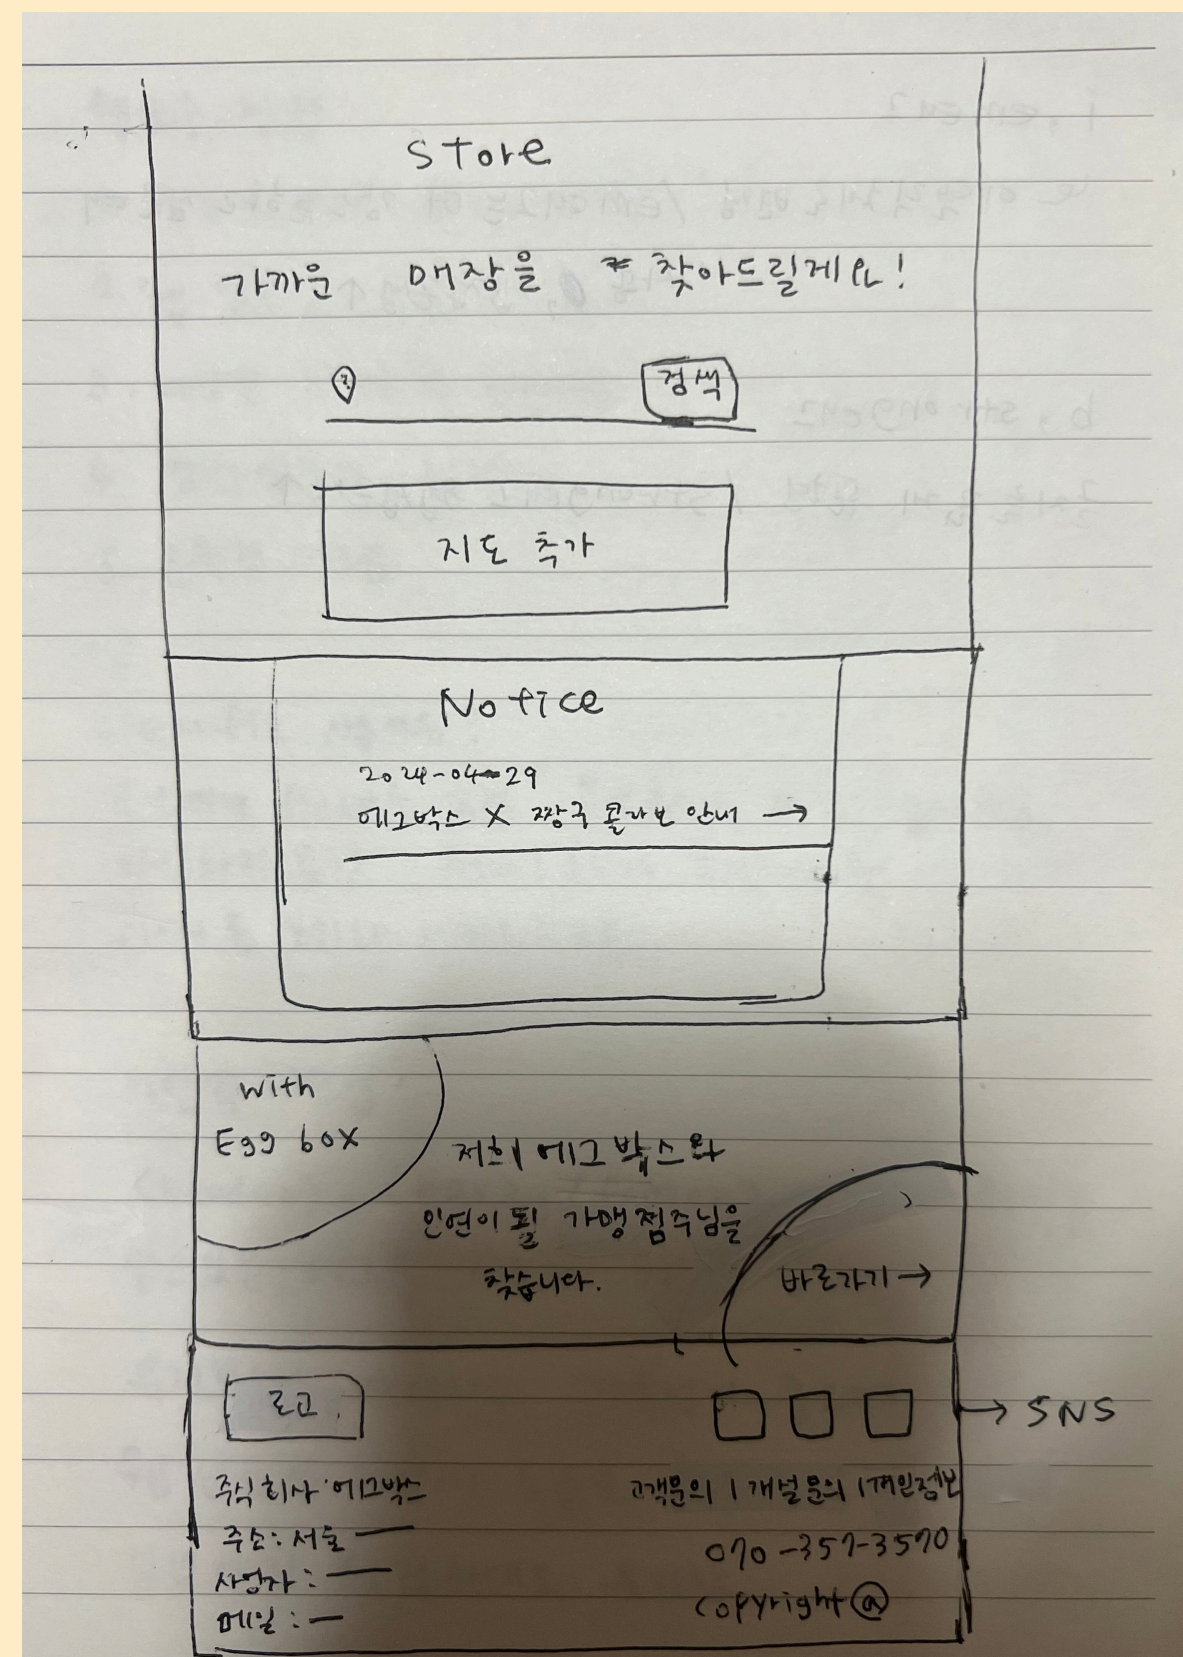 store
가까운 매장을 찾아드릴게요!
검색
지도 추가
Notice
2024-04-29
에그박스 X 짱구 콜라보 안내 →
with
Egg box
저희 에그박스와
인연이 될 가맹점주님을
찾습니다.
바로가기 →
로고
→ SNS
주식회사 에그박스
고객문의 | 개설문의 | 개인정보
주소: 서울
070-357-3570
사업자:
메일:
copyright@